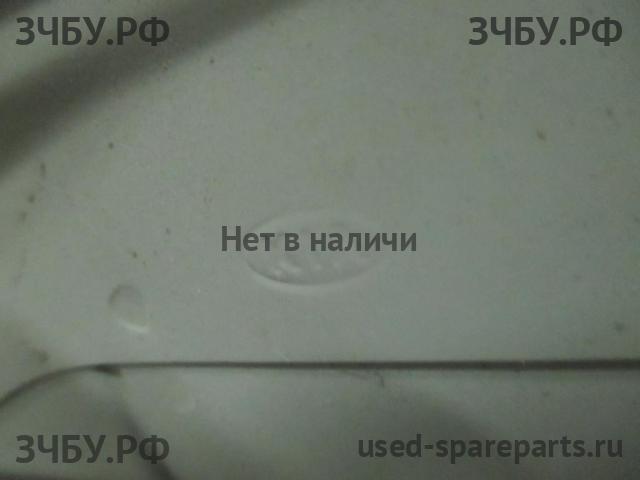 ЗЧБУ.РФ ЗЧБУ.РФ
Нет в наличи
ЗЧБУ.РФ used-spareparts.ru